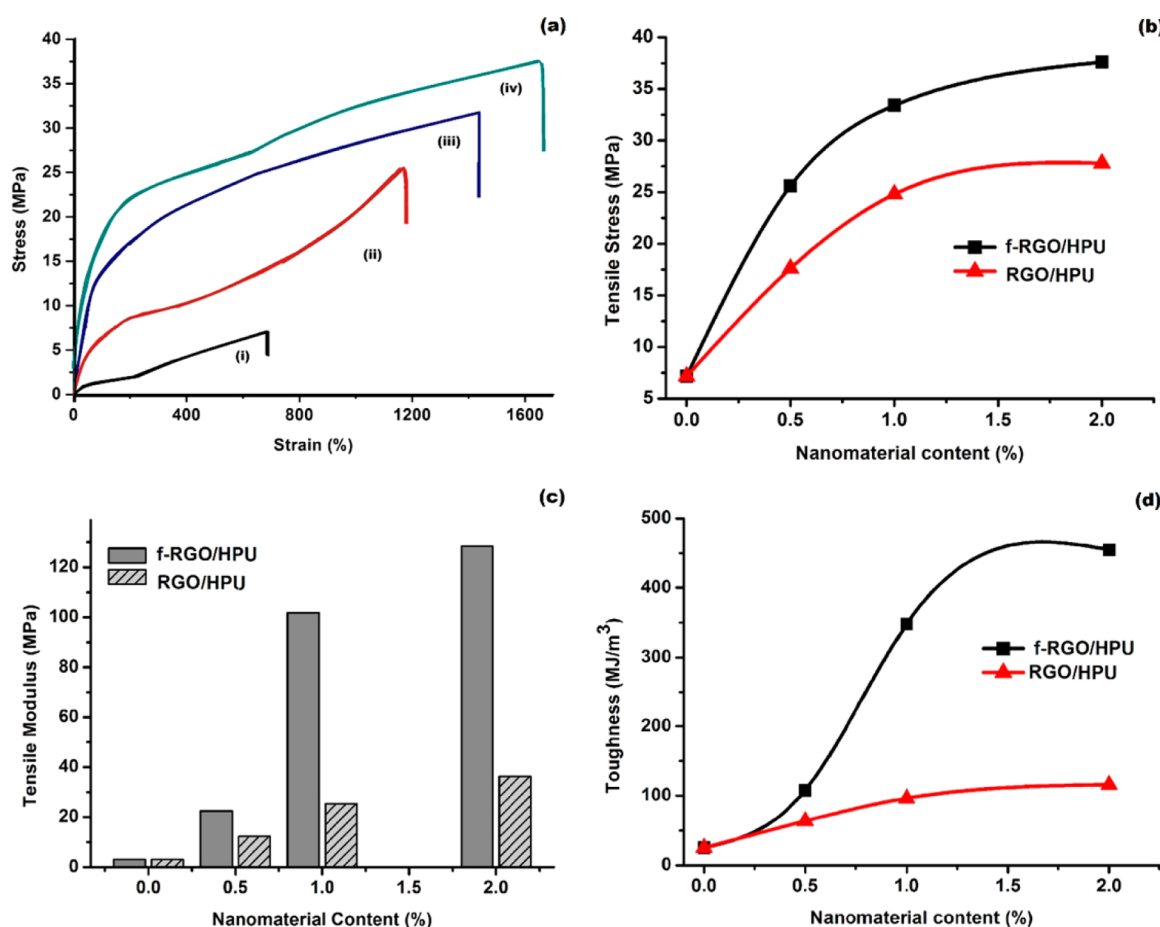 (a)
Stress (MPa)
40
35
30
25
20
15
10
5
0
(i)
(ii)
(iii)
(iv)
0 400 800 1200 1600
Strain (%)
(b)
Tensile Stress (MPa)
40
35
30
25
20
15
10
5
f-RGO/HPU
RGO/HPU
0.0 0.5 1.0 1.5 2.0
Nanomaterial content (%)
(c)
Tensile Modulus (MPa)
120
100
80
60
40
20
0
f-RGO/HPU
RGO/HPU
0.0 0.5 1.0 1.5 2.0
Nanomaterial Content (%)
(d)
Toughness (MJ/m³)
500
400
350
300
250
200
100
50
0
f-RGO/HPU
RGO/HPU
0.0 0.5 1.0 1.5 2.0
Nanomaterial content (%)